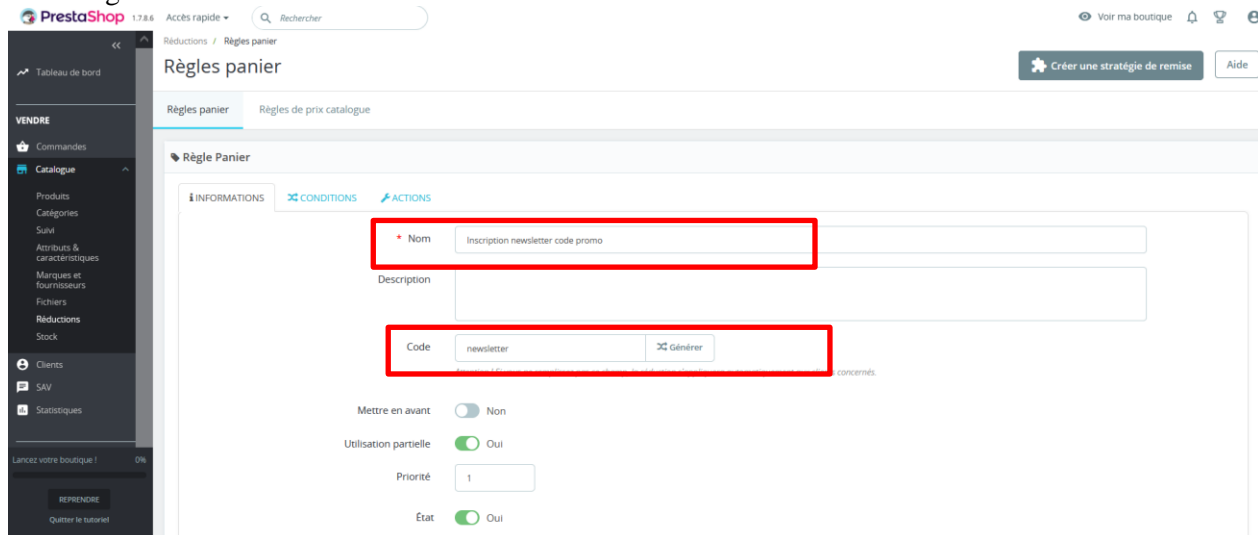 PrestaShop 1.7.8.6 Accès rapide Rechercher Voir ma boutique
Réductions / Règles panier
Règles panier
Créer une stratégie de remise
Aide
Règles panier Règles de prix catalogue
Tableau de bord
VENDRE
Commandes
Catalogue
Produits
Catégories
Suivi
Attributs &
caractéristiques
Marques et
fournisseurs
Fichiers
Réductions
Stock
Clients
SAV
Statistiques
Lancez votre boutique ! 0%
REPRENDRE
Quitter le tutoriel
Règle Panier
INFORMATIONS CONDITIONS ACTIONS
* Nom Inscription newsletter code promo
Description
Code newsletter Générer
concernés.
Mettre en avant Non
Utilisation partielle Oui
Priorité 1
État Oui